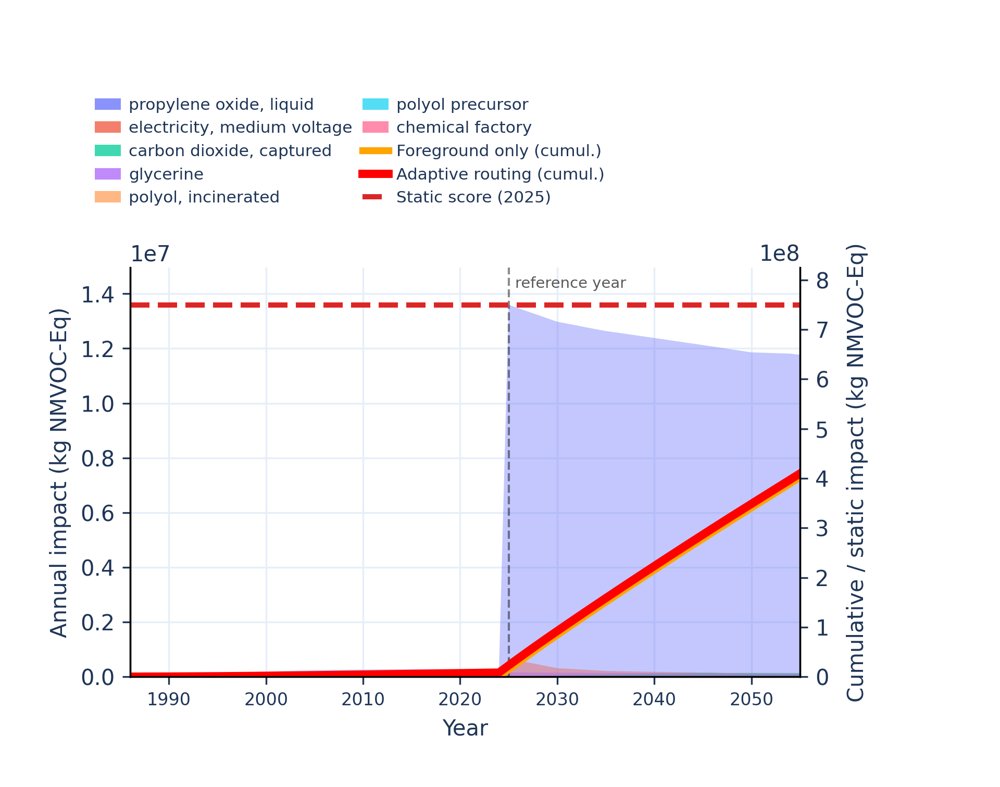 propylene oxide, liquid
electricity, medium voltage
carbon dioxide, captured
glycerine
polyol, incinerated
polyol precursor
chemical factory
Foreground only (cumul.)
Adaptive routing (cumul.)
Static score (2025)
1e7
1e8
reference year
1.4
1.2
1.0
0.8
0.6
0.4
0.2
0.0
Annual impact (kg NMVOC-Eq)
8
7
6
5
4
3
2
1
0
Cumulative / static impact (kg NMVOC-Eq)
1990 2000 2010 2020 2030 2040 2050
Year